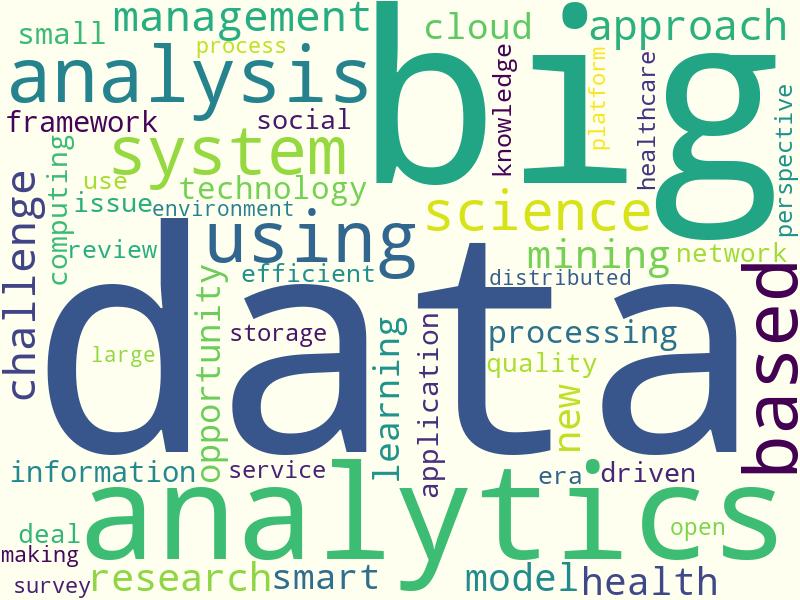 small
management
process
analysis
big
cloud
approach
framework
social
knowledge
platform
healthcare
perspective
system
use
technology
computing
issue
environment
challenge
review
using
science
mining
network
efficient
distributed
data
large
opportunity
storage
learning
application
processing
quality
new
based
information
service
era
driven
analytics
deal
open
making
survey
research
smart
model
health